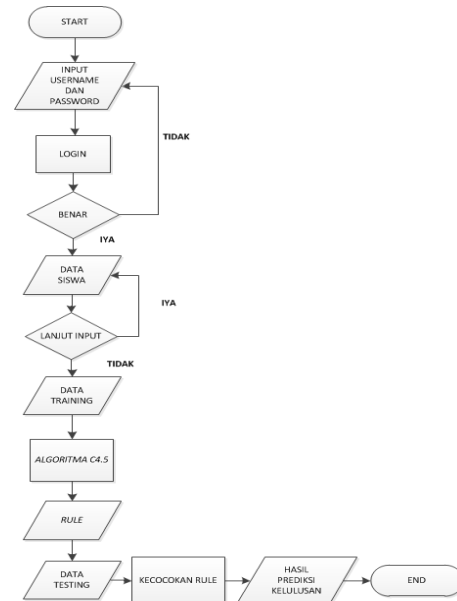 START
INPUT
USERNAME
DAN
PASSWORD
TIDAK
LOGIN
BENAR
IYA
DATA
SISWA
IYA
LANJUT INPUT
TIDAK
DATA
TRAINING
ALGORITMA C4.5
RULE
DATA
TESTING
KECOCOKAN RULE
HASIL
PREDIKSI
KELULUSAN
END